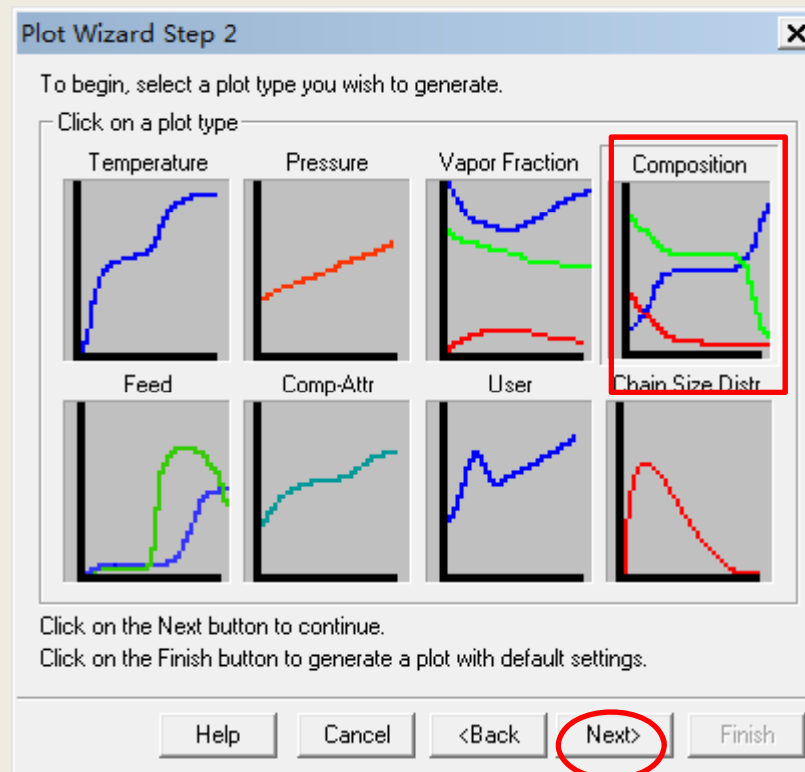 Plot Wizard Step 2
To begin, select a plot type you wish to generate.
Click on a plot type
Temperature
Pressure
Vapor Fraction
Composition
Feed
Comp-Attr
User
Chain Size Distr
Click on the Next button to continue.
Click on the Finish button to generate a plot with default settings.
Help
Cancel
<Back
Next>
Finish